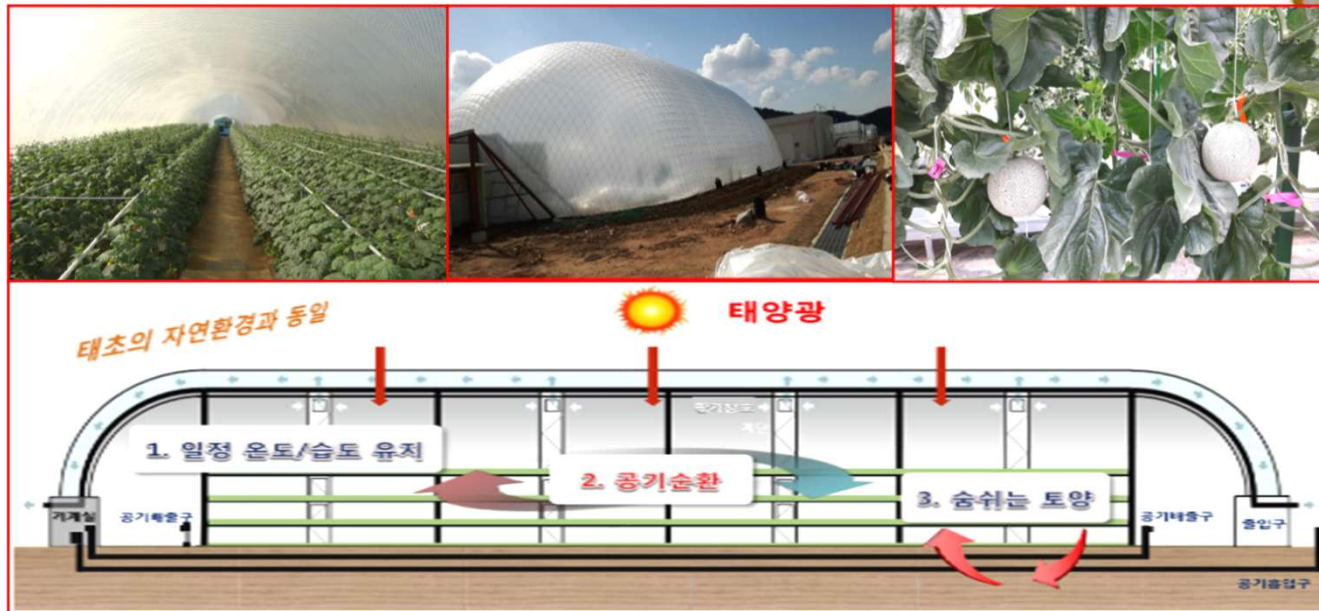 태양광
태초의 자연환경과 동일
1. 일정 온도/습도 유지
2. 공기순환
3. 숨쉬는 토양
기계실
공기배출구
공기배출구
출입구
공기흡입구